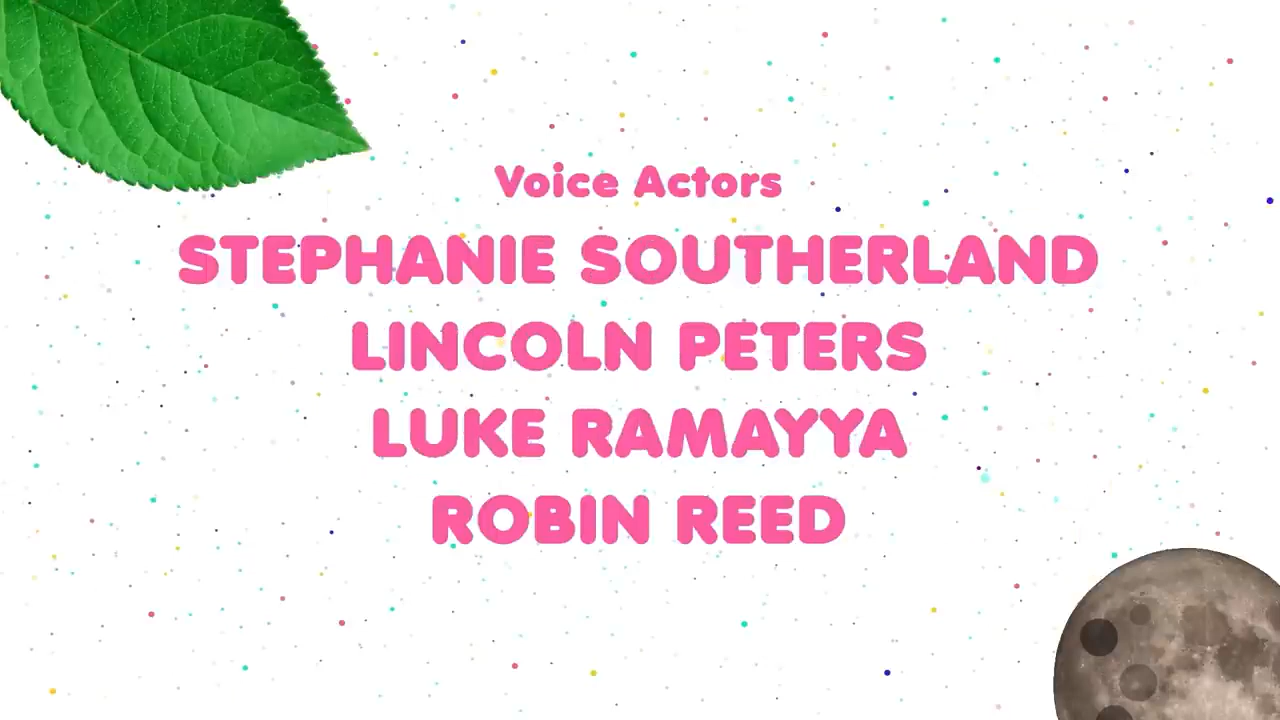 Voice Actors
STEPHANIE SOUTHERLAND
LINCOLN PETERS
LUKE RAMAYYA
ROBIN REED